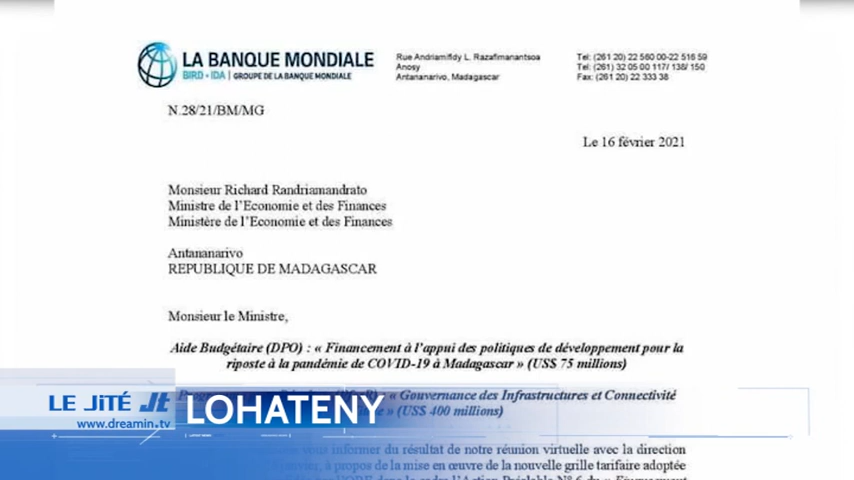 LA BANQUE MONDIALE
BIRD • IDA | GROUPE DE LA BANQUE MONDIALE
Rue Andriamifidy L. Razafimanantsoa
Anosy
Antananarivo, Madagascar
Tel: (261 20) 22 560 00-22 516 59
Tel: (261) 32 05 00 117/ 138/ 150
Fax: (261 20) 22 333 38
N.28/21/BM/MG
Le 16 février 2021
Monsieur Richard Randriamandrato
Ministre de l'Economie et des Finances
Ministère de l'Economie et des Finances
Antananarivo
REPUBLIQUE DE MADAGASCAR
Monsieur le Ministre,
Aide Budgétaire (DPO) : « Financement à l'appui des politiques de développement pour la
riposte à la pandémie de COVID-19 à Madagascar » (US$ 75 millions)
« Gouvernance des Infrastructures et Connectivité
(US$ 400 millions)
LE JiTÉ Jt
www.dreamin.tv
LOHATENY
informer du résultat de notre réunion virtuelle avec la direction
à propos de la mise en œuvre de la nouvelle grille tarifaire adoptée